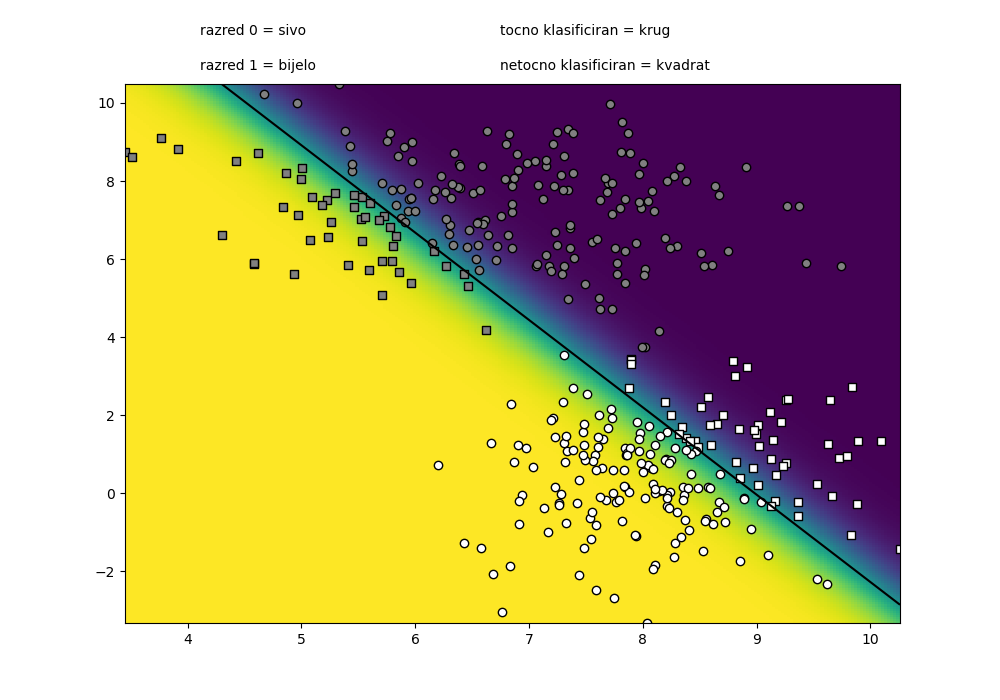 razred 0 = sivo
tocno klasificiran = krug
razred 1 = bijelo
netocno klasificiran = kvadrat
10
8
6
4
2
0
−2
4 5 6 7 8 9 10